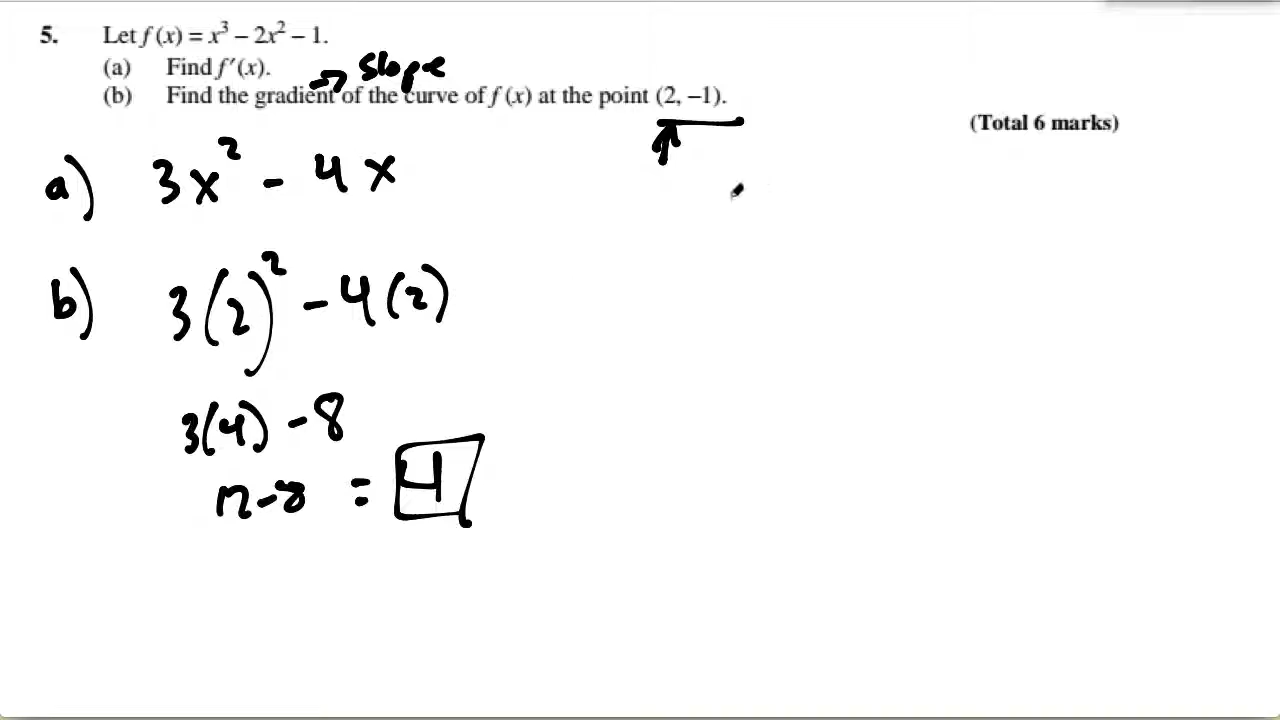 5. Let f (x) = x³ – 2x² – 1.
(a) Find f′(x).
→ slope
(b) Find the gradient of the curve of f (x) at the point (2, –1).
(Total 6 marks)
a) 3x² - 4x
b) 3(2)² - 4(2)
3(4) - 8
12-8 = 4